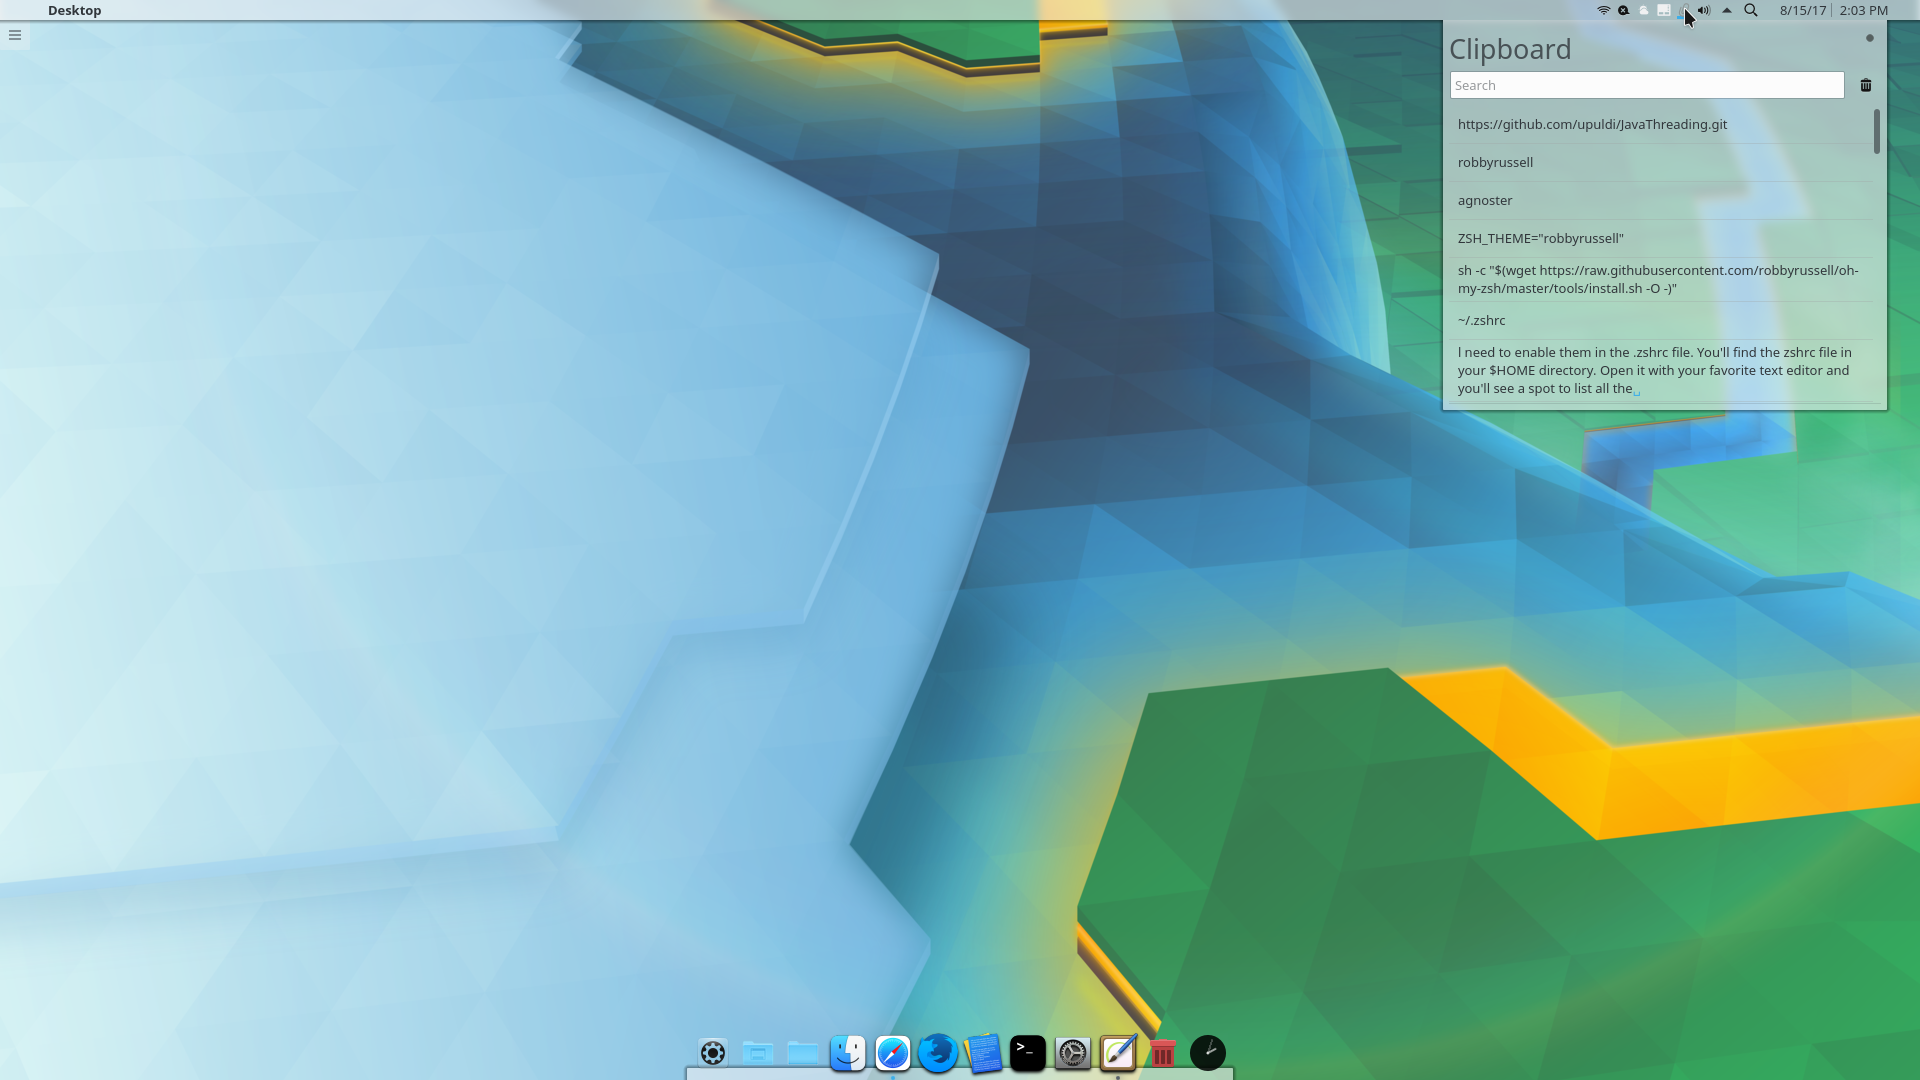 Desktop
8/15/17 2:03 PM
Clipboard
Search
https://github.com/upuldi/JavaThreading.git
robbyrussell
agnoster
ZSH_THEME="robbyrussell"
sh -c "$(wget https://raw.githubusercontent.com/robbyrussell/oh-
my-zsh/master/tools/install.sh -O -)"
~/.zshrc
l need to enable them in the .zshrc file. You'll find the zshrc file in
your $HOME directory. Open it with your favorite text editor and
you'll see a spot to list all the␣
>_